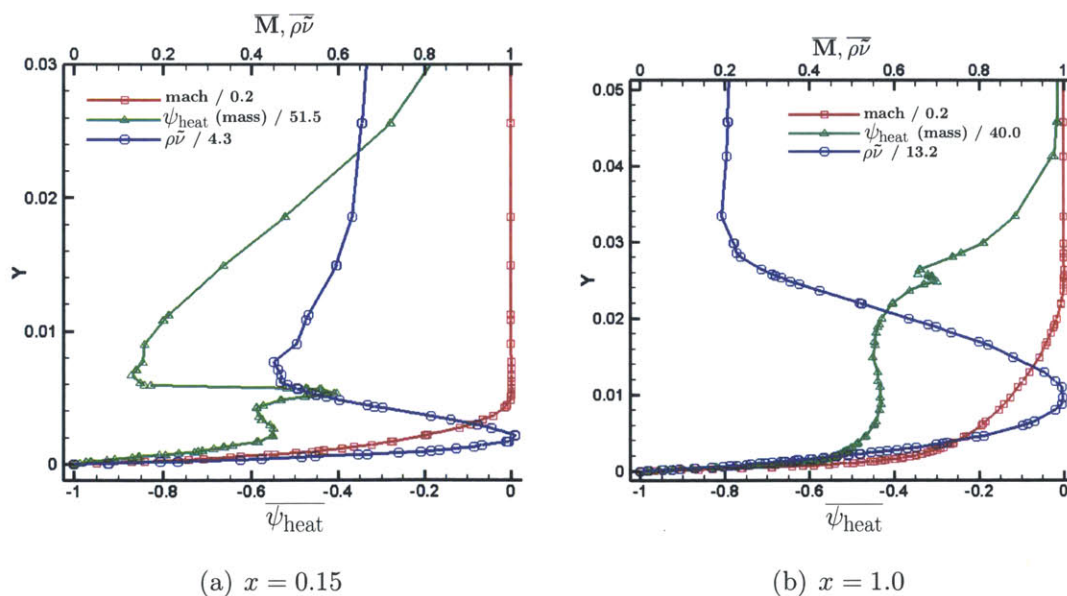 M̅, ρν̃
0 0.2 0.4 0.6 0.8 1
0.03
0.02
0.01
0
Y
mach / 0.2
ψheat (mass) / 51.5
ρν̃ / 4.3
-1 -0.8 -0.6 -0.4 -0.2 0
ψheat
(a) x = 0.15
M̅, ρν̃
0 0.2 0.4 0.6 0.8 1
0.05
0.04
0.03
0.02
0.01
0
Y
mach / 0.2
ψheat (mass) / 40.0
ρν̃ / 13.2
-1 -0.8 -0.6 -0.4 -0.2 0
ψheat
(b) x = 1.0